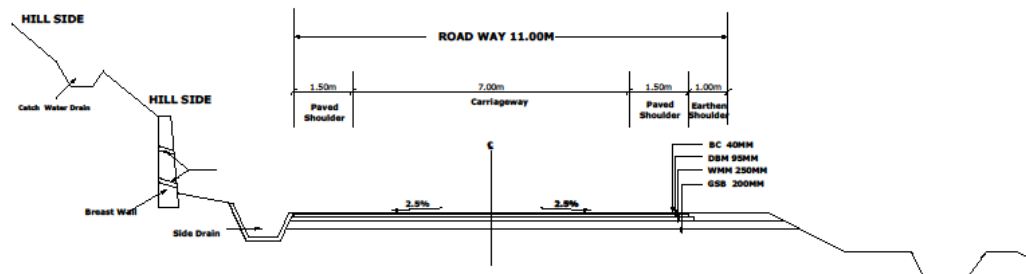 HILL SIDE
ROAD WAY 11.00M
1.50m
7.00m
1.50m
1.00m
Paved
Shoulder
Carriageway
Paved
Shoulder
Earthen
Shoulder
Catch Water Drain
HILL SIDE
BC 40MM
DBM 95MM
WMM 250MM
GSB 200MM
℄
2.5%
2.5%
Breast Wall
Side Drain